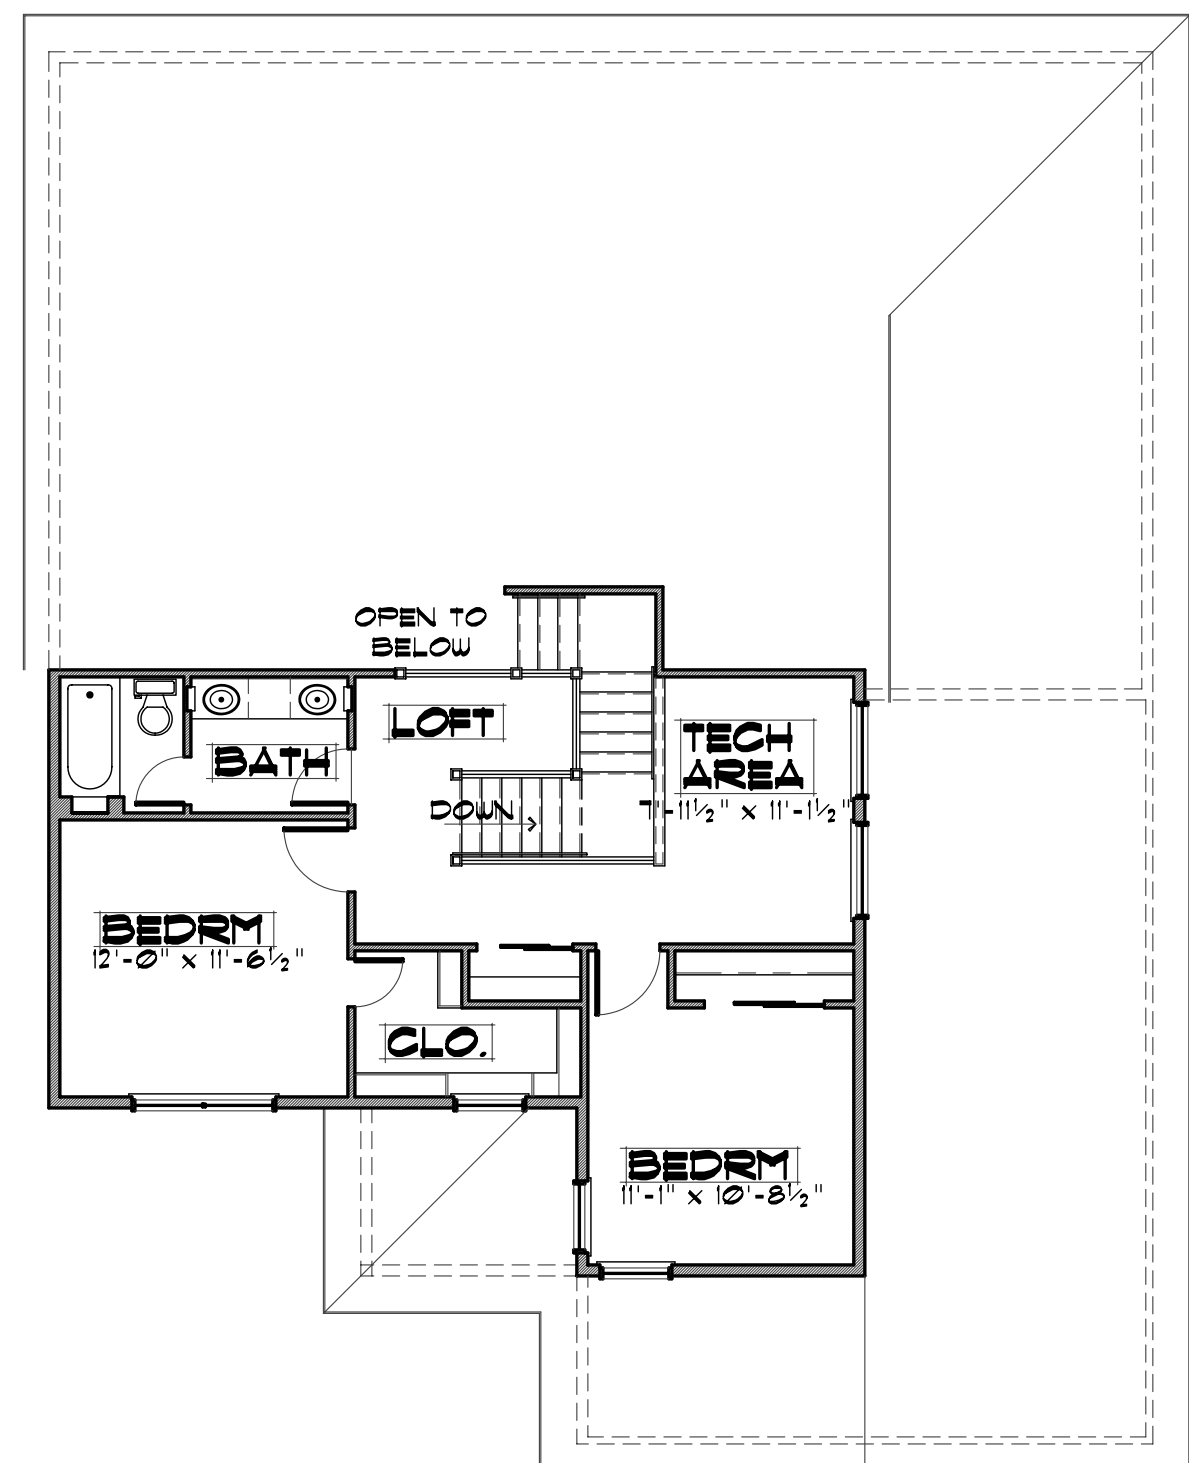 OPEN TO
BELOW
LOFT
TECH
AREA
BATH
DOWN
7'-11½" x 11'-1½"
BEDRM
12'-0" x 11'-6½"
CLO.
BEDRM
11'-1" x 10'-8½"